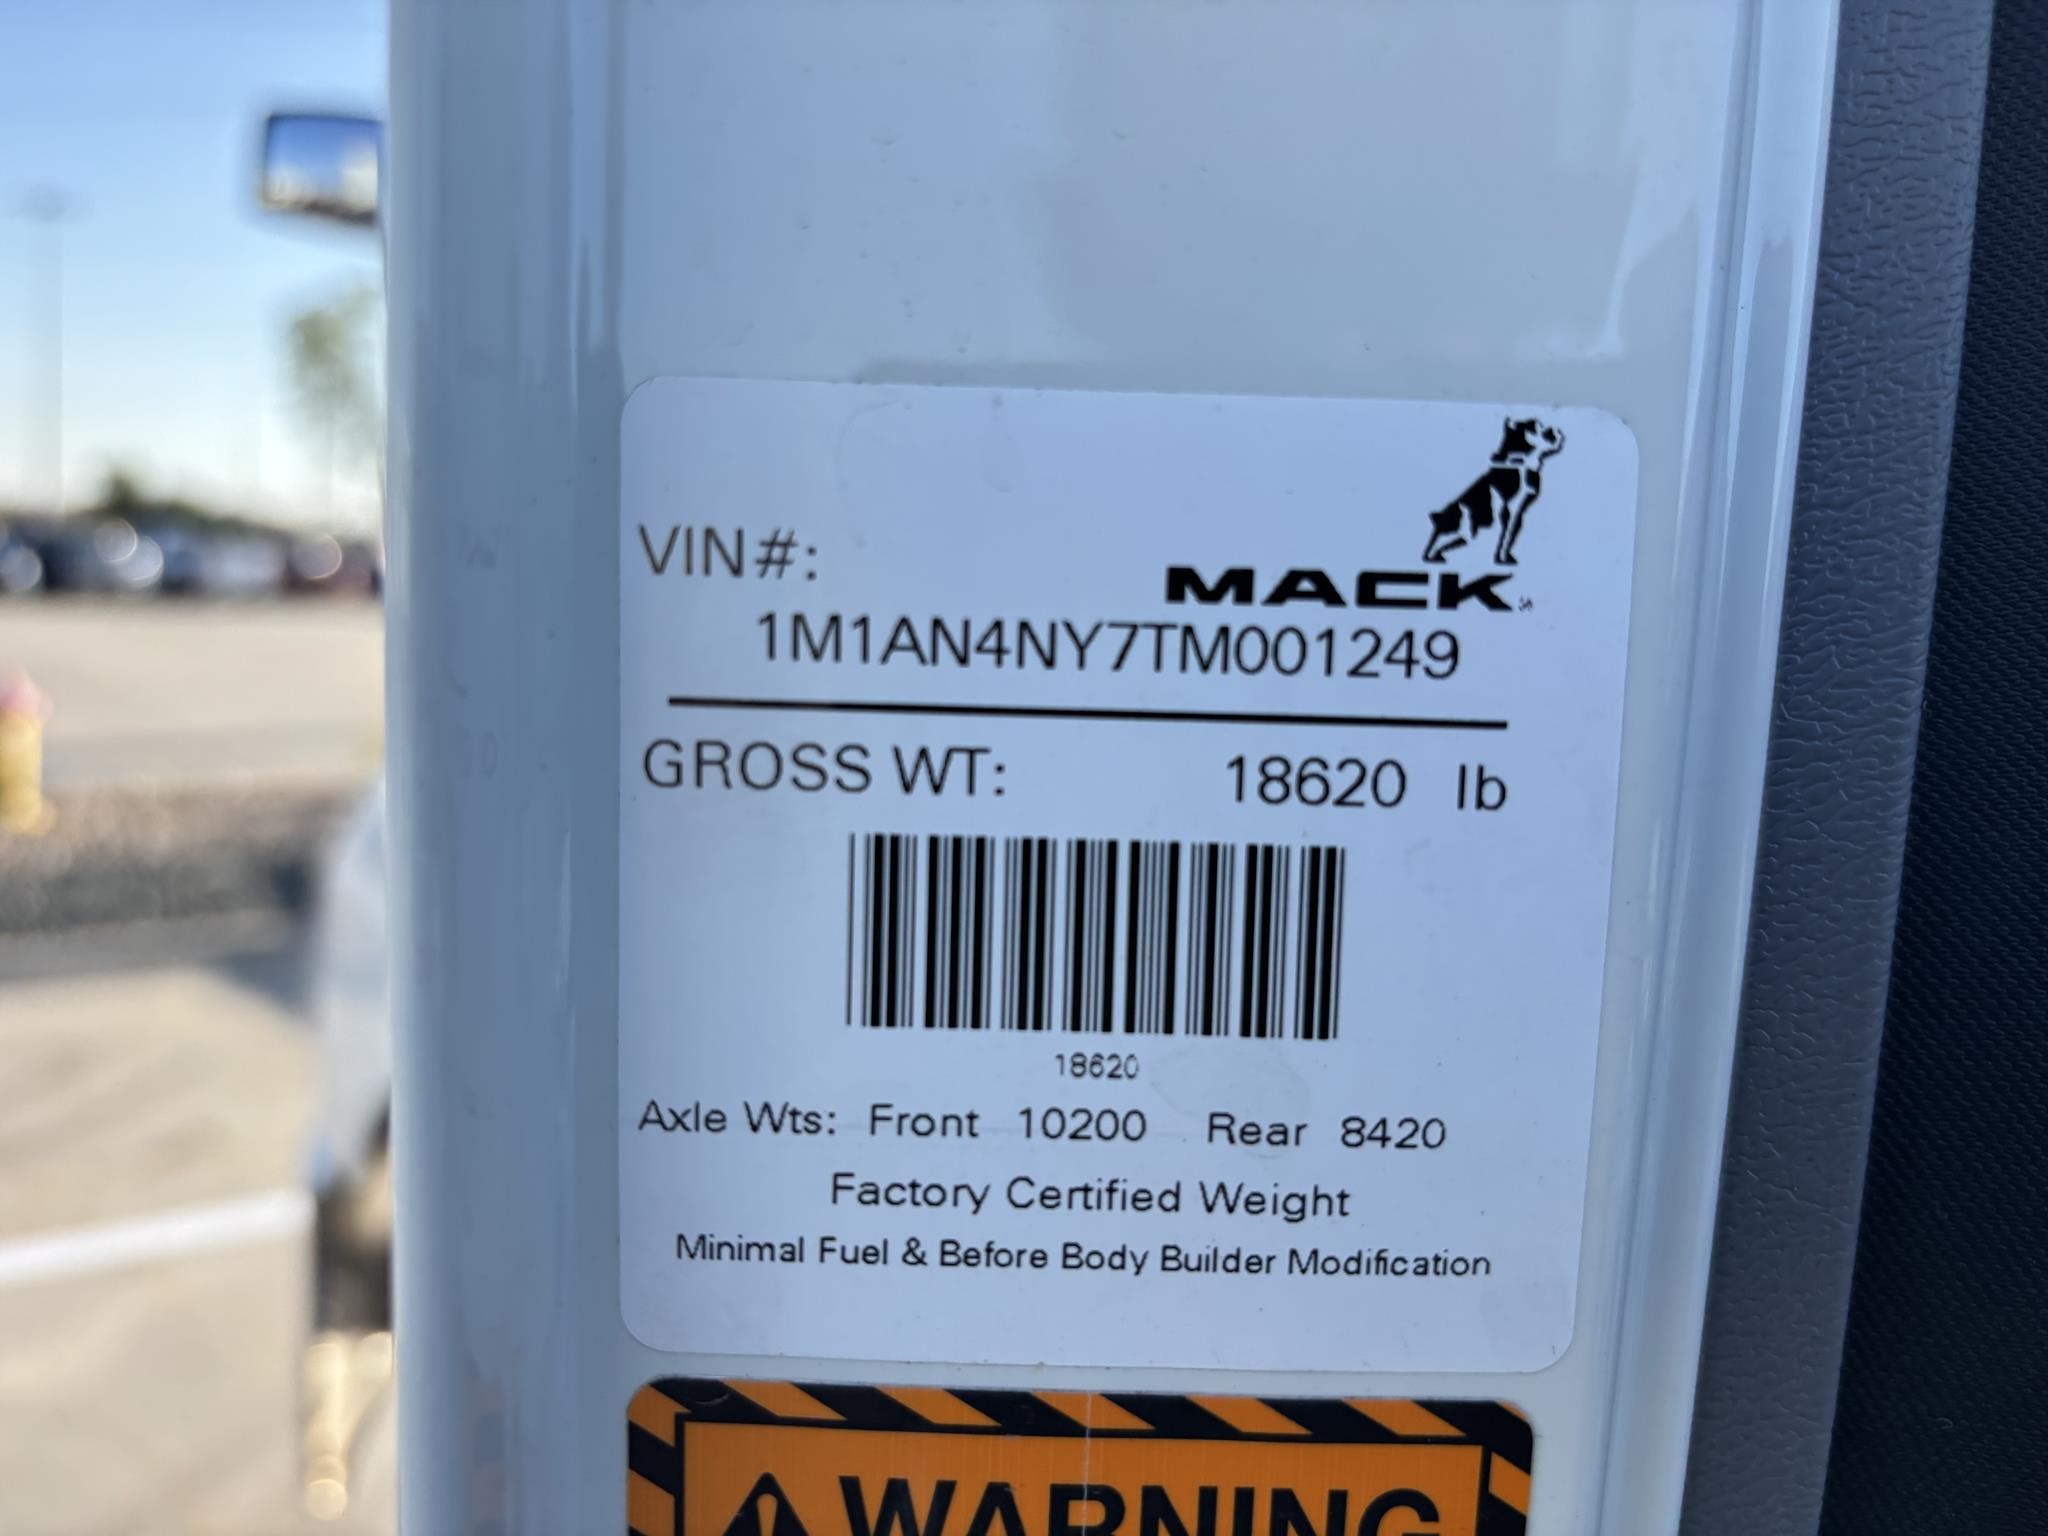 MACK
VIN#:
1M1AN4NY7TM001249
GROSS WT: 18620 lb
18620
Axle Wts: Front 10200 Rear 8420
Factory Certified Weight
Minimal Fuel & Before Body Builder Modification
WARNING